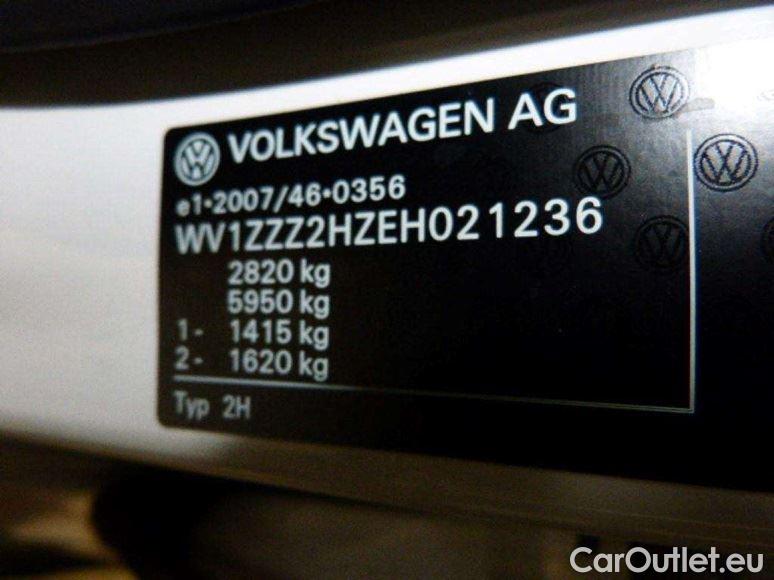 VOLKSWAGEN AG
e1•2007/46•0356
WV1ZZZ2HZEH021236
2820 kg
5950 kg
1- 1415 kg
2- 1620 kg
Typ 2H
CarOutlet.eu